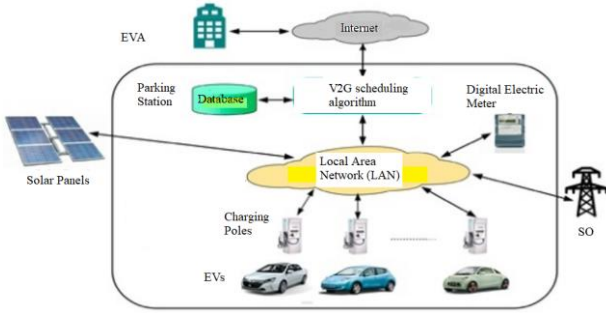 EVA
Internet
Parking
Station
Database
V2G scheduling
algorithm
Digital Electric
Meter
Solar Panels
Local Area
Network (LAN)
Charging
Poles
SO
EVs